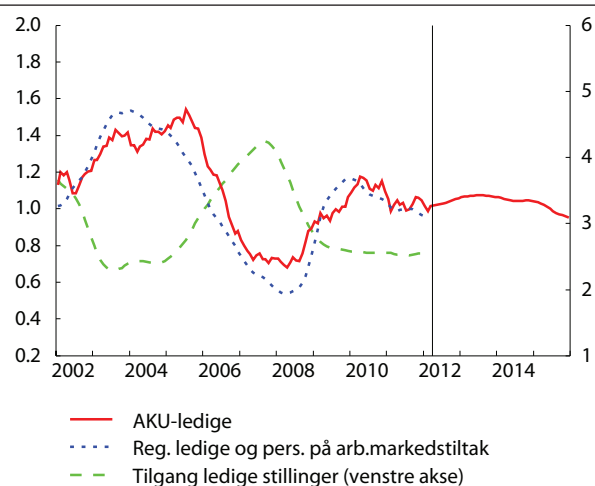 2.0 6
1.8
1.6 5
1.4
1.2 4
1.0
0.8 3
0.6 2
0.4
0.2 1
2002 2004 2006 2008 2010 2012 2014
AKU-ledige
Reg. ledige og pers. på arb.markedstiltak
Tilgang ledige stillinger (venstre akse)